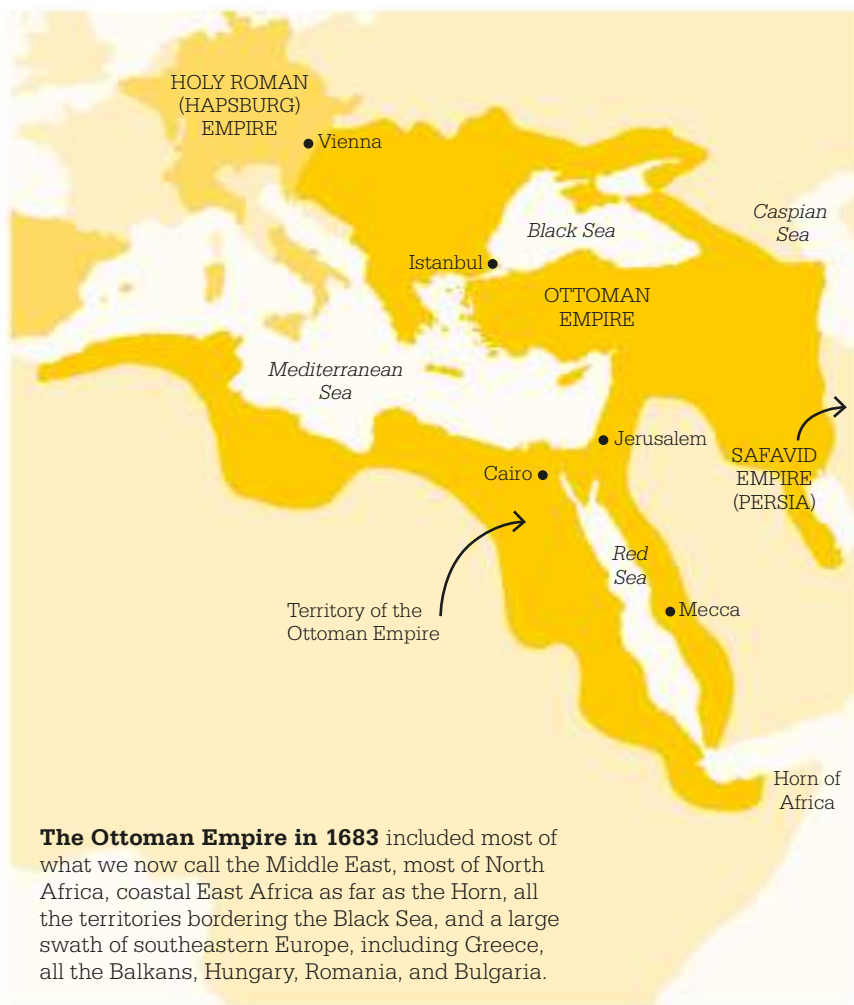 HOLY ROMAN
(HAPSBURG)
EMPIRE
Vienna
Caspian
Sea
Black Sea
Istanbul
OTTOMAN
EMPIRE
Mediterranean
Sea
Jerusalem
SAFAVID
EMPIRE
(PERSIA)
Cairo
Red
Sea
Mecca
Territory of the
Ottoman Empire
Horn of
Africa
The Ottoman Empire in 1683 included most of
what we now call the Middle East, most of North
Africa, coastal East Africa as far as the Horn, all
the territories bordering the Black Sea, and a large
swath of southeastern Europe, including Greece,
all the Balkans, Hungary, Romania, and Bulgaria.